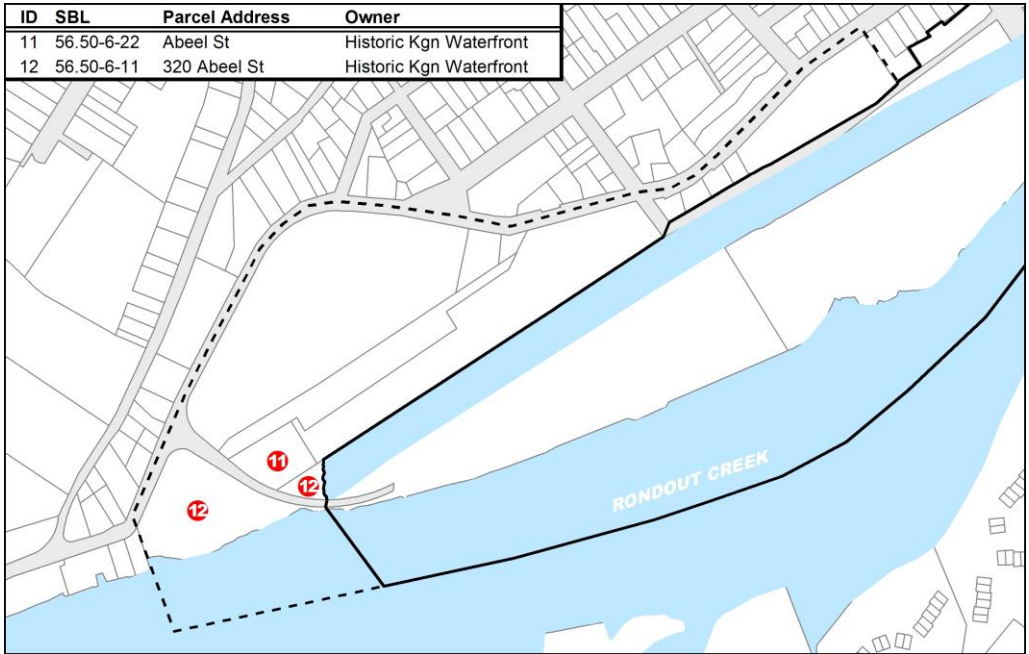 ID SBL Parcel Address Owner
11 56.50-6-22 Abeel St Historic Kgn Waterfront
12 56.50-6-11 320 Abeel St Historic Kgn Waterfront
11
12
12
RONDOUT CREEK